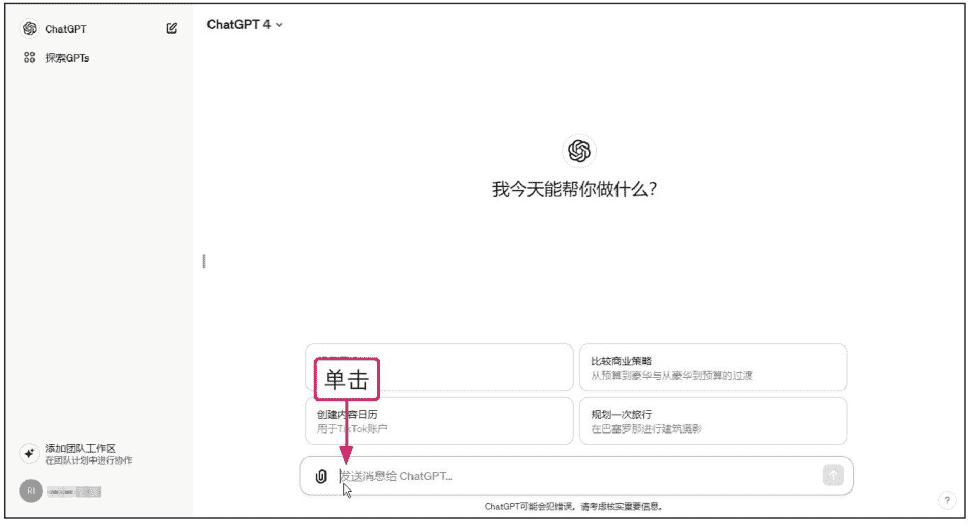 ChatGPT
探索GPTs
ChatGPT 4
我今天能帮你做什么?
比较商业策略
从预算到豪华与从豪华到预算的过渡
单击
创建内容日历
用于TikTok账户
规划一次旅行
在巴塞罗那进行建筑摄影
添加团队工作区
在团队计划中进行协作
RI
发送消息给 ChatGPT...
ChatGPT可能会犯错误。请考虑核实重要信息。
?